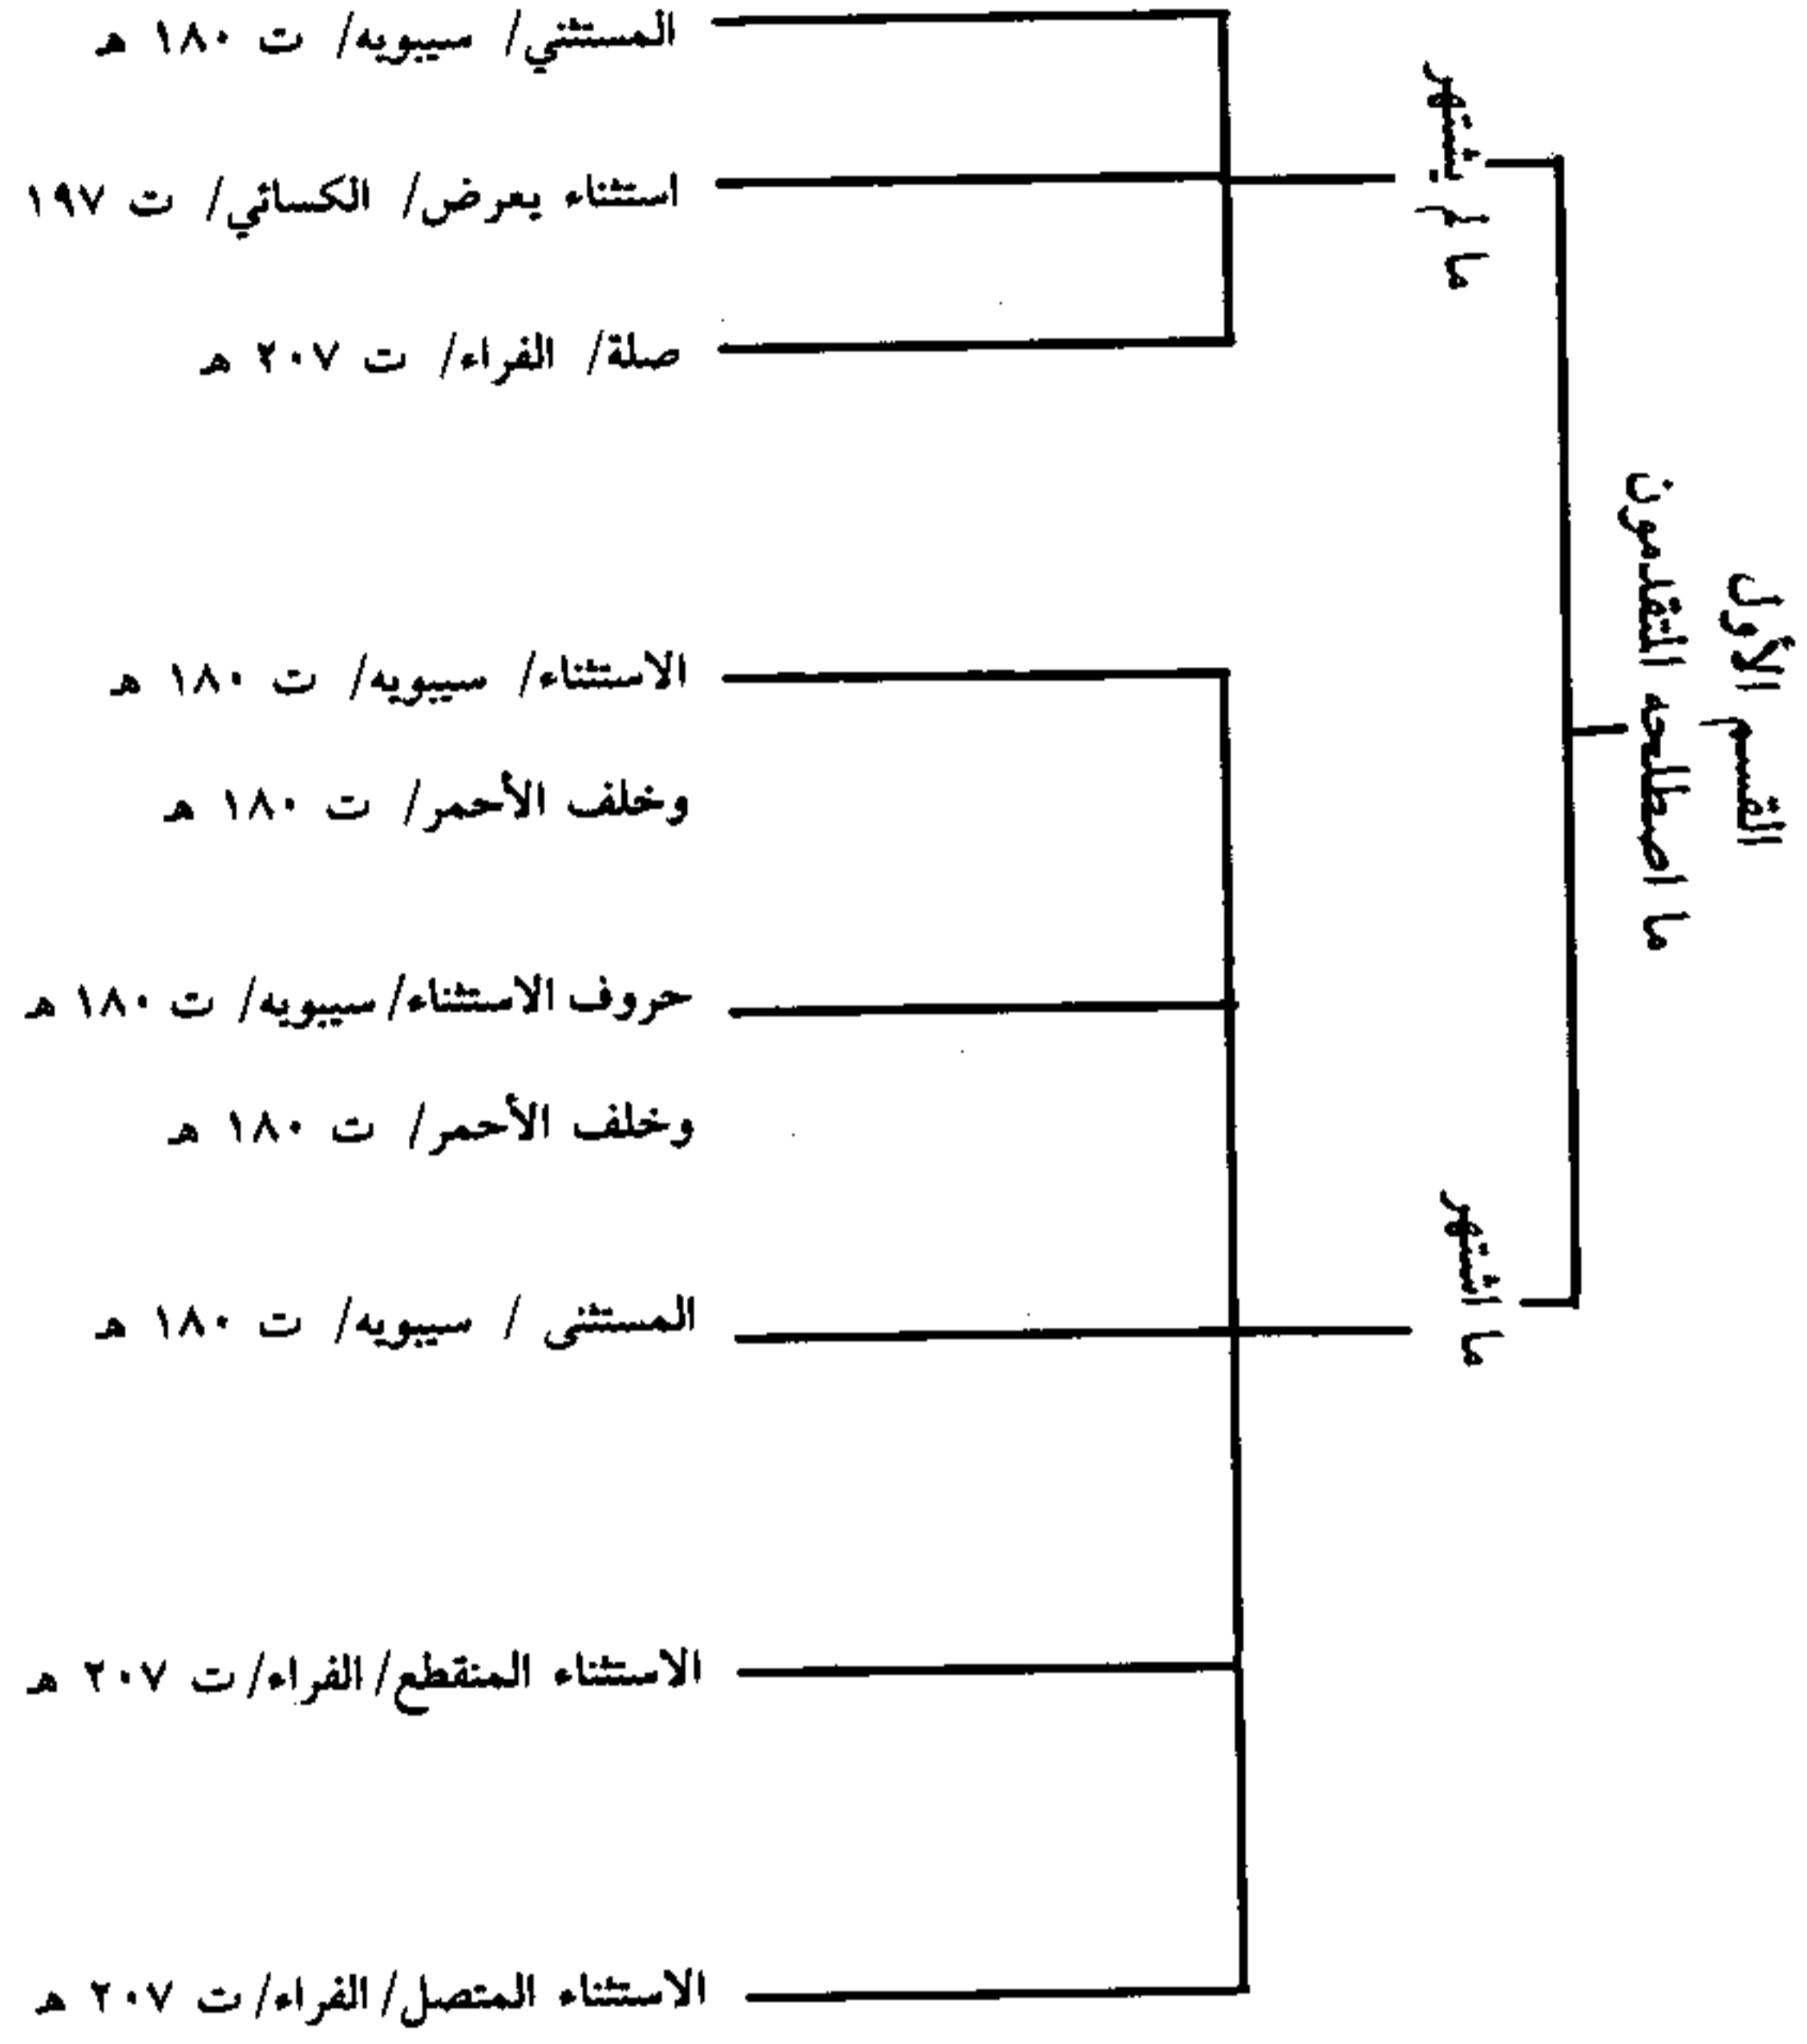 القسم الأول
ما اصطلحه المتقدمون
ما لم يشتهر
المستثني/ سيبويه/ ت ١٨٠ هـ
استثناء يعرض/ الكسائي/ ت ١٩٧
صلة/ الفراء/ ت ٢٠٧ هـ
ما اشتهر
الاستثناء/ سيبويه/ ت ١٨٠ هـ
وخلف الأحمر/ ت ١٨٠ هـ
حروف الاستثناء/ سيبويه/ ت ١٨٠ هـ
وخلف الأحمر/ ت ١٨٠ هـ
المستثنى / سيبويه/ ت ١٨٠ هـ
الاستثناء المنقطع/ الفراء/ ت ٢٠٧ هـ
الاستثناء المتصل/ الفراء/ ت ٢٠٧ هـ